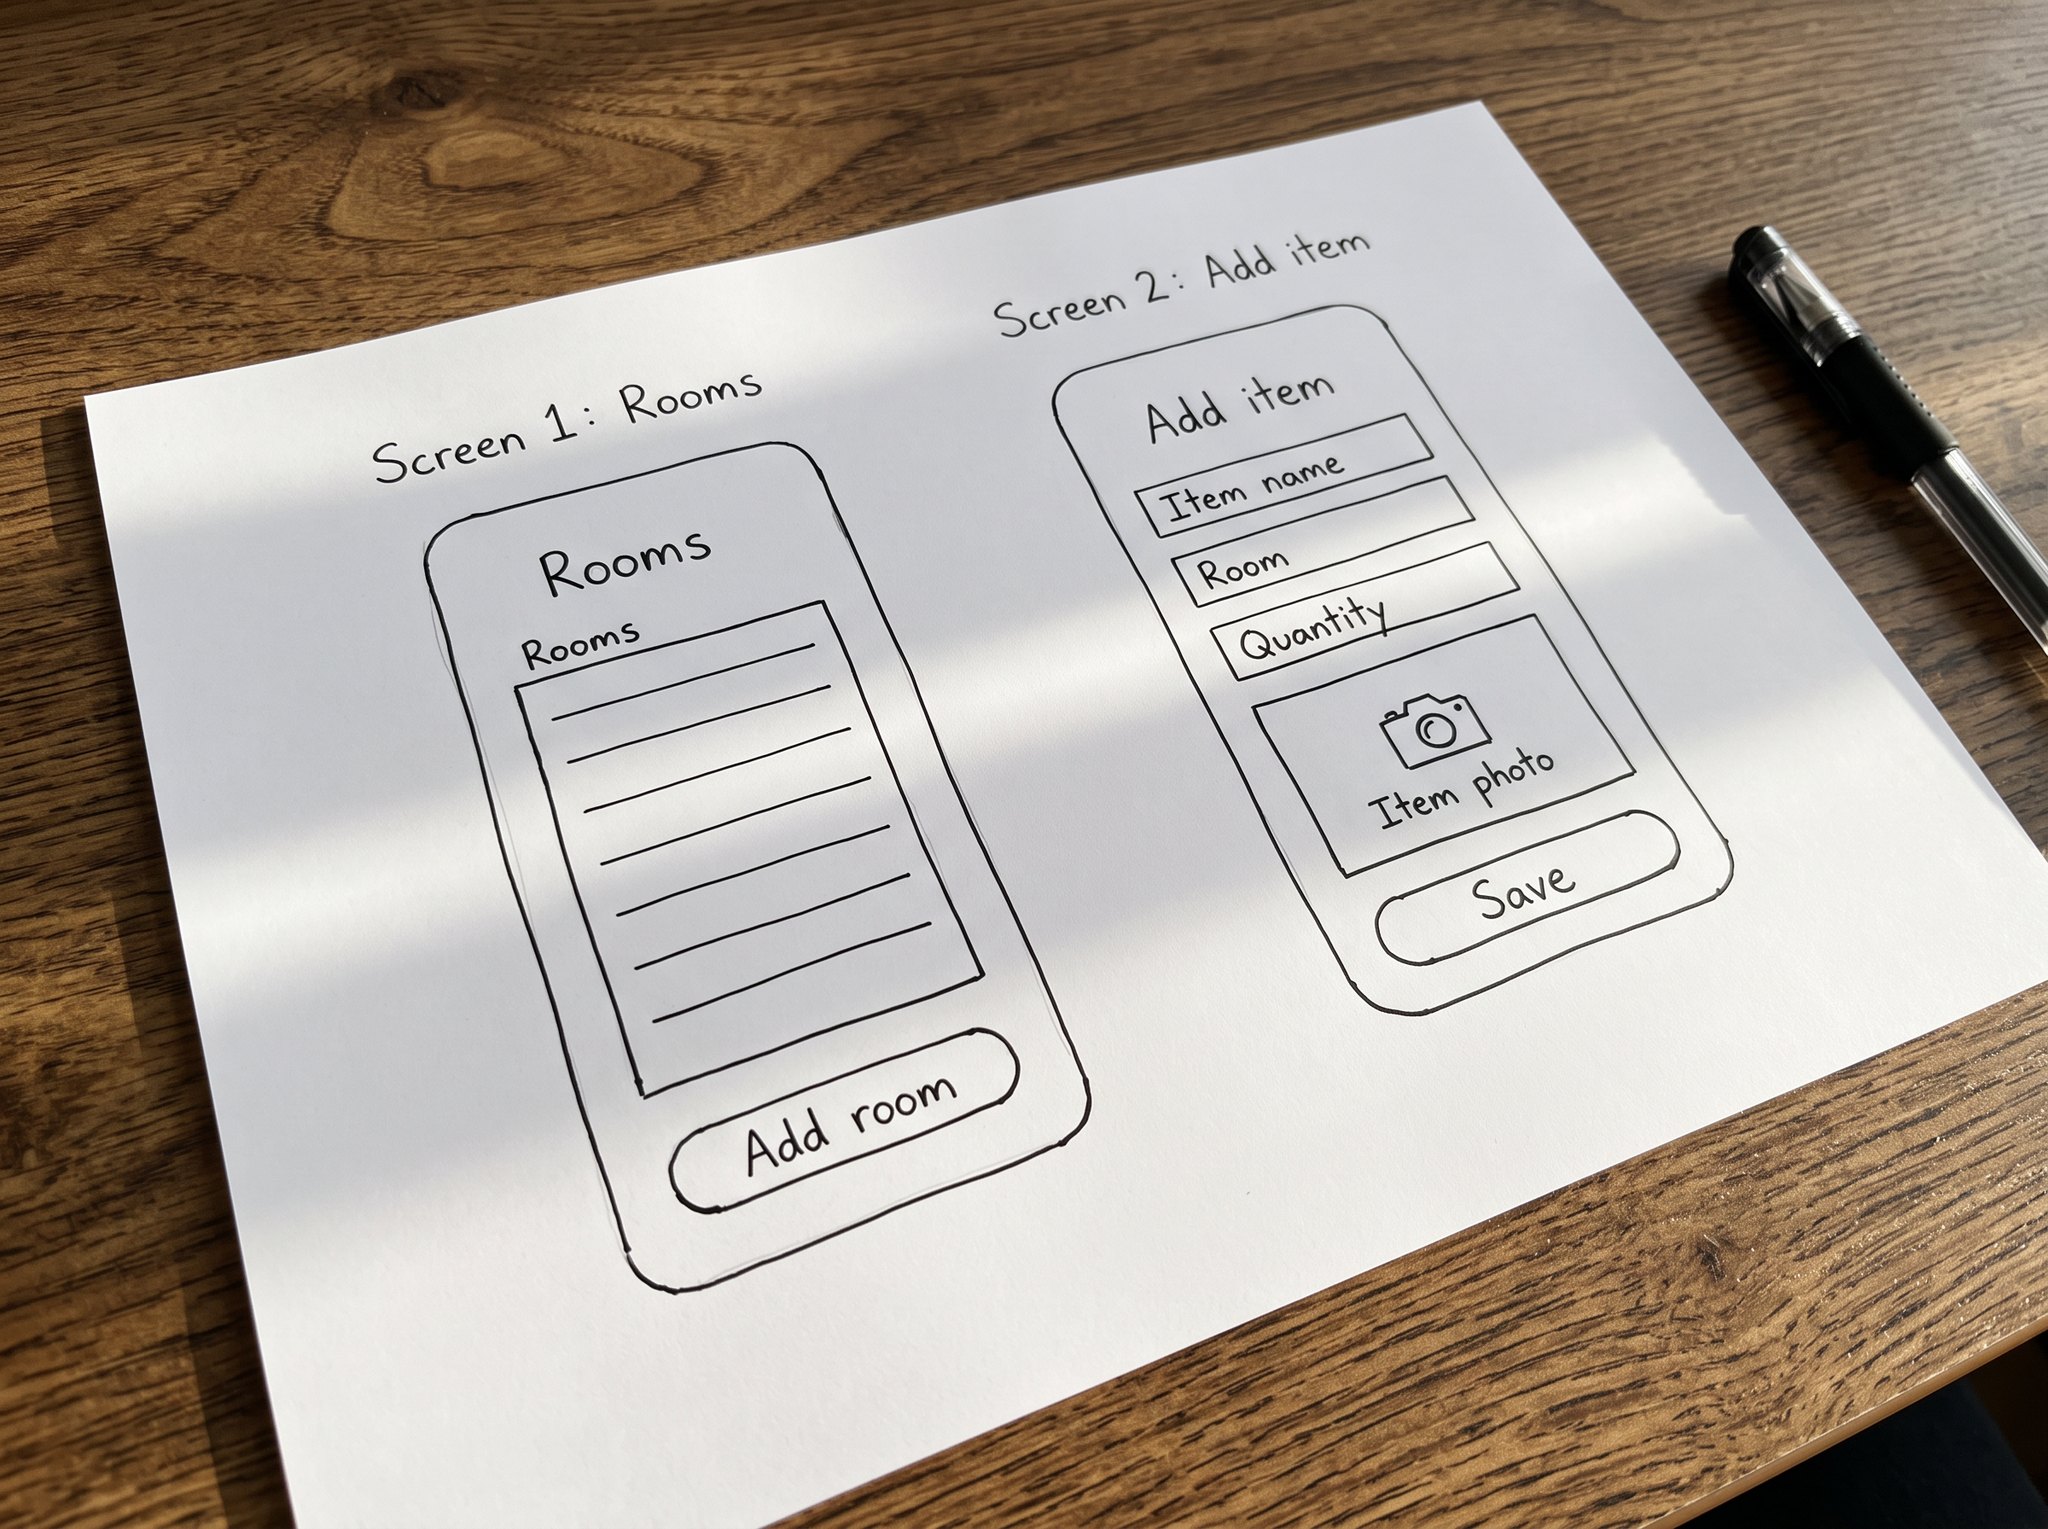 Screen 1: Rooms
Rooms
Rooms
Add room
Screen 2: Add item
Add item
Item name
Room
Quantity
Item photo
Save